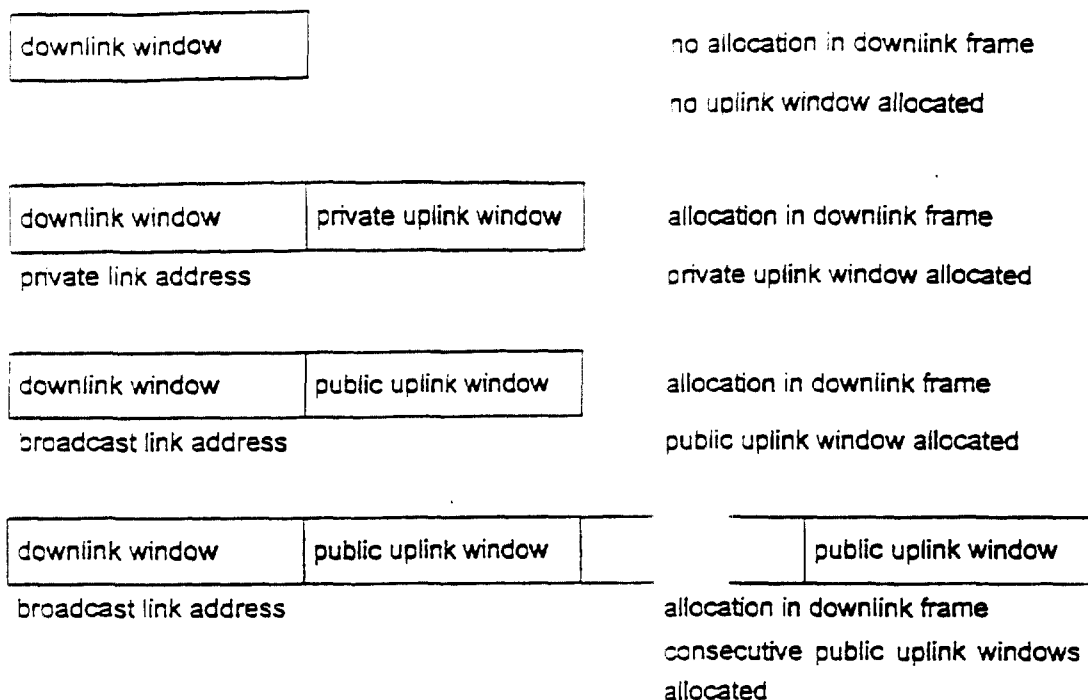 downlink window
no allocation in downlink frame
no uplink window allocated
downlink window
private uplink window
allocation in downlink frame
private link address
private uplink window allocated
downlink window
public uplink window
allocation in downlink frame
broadcast link address
public uplink window allocated
downlink window
public uplink window
public uplink window
broadcast link address
allocation in downlink frame
consecutive public uplink windows
allocated